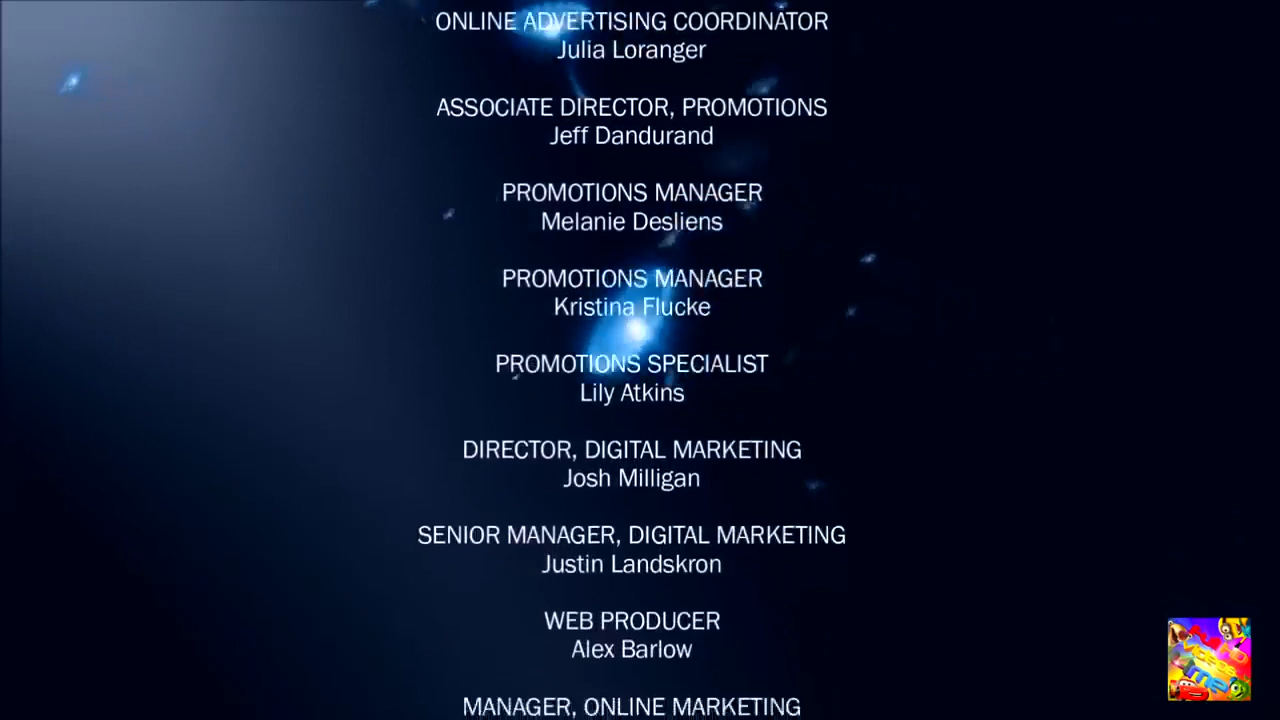 ONLINE ADVERTISING COORDINATOR
Julia Loranger
ASSOCIATE DIRECTOR, PROMOTIONS
Jeff Dandurand
PROMOTIONS MANAGER
Melanie Desliens
PROMOTIONS MANAGER
Kristina Flucke
PROMOTIONS SPECIALIST
Lily Atkins
DIRECTOR, DIGITAL MARKETING
Josh Milligan
SENIOR MANAGER, DIGITAL MARKETING
Justin Landskron
WEB PRODUCER
Alex Barlow
MANAGER, ONLINE MARKETING